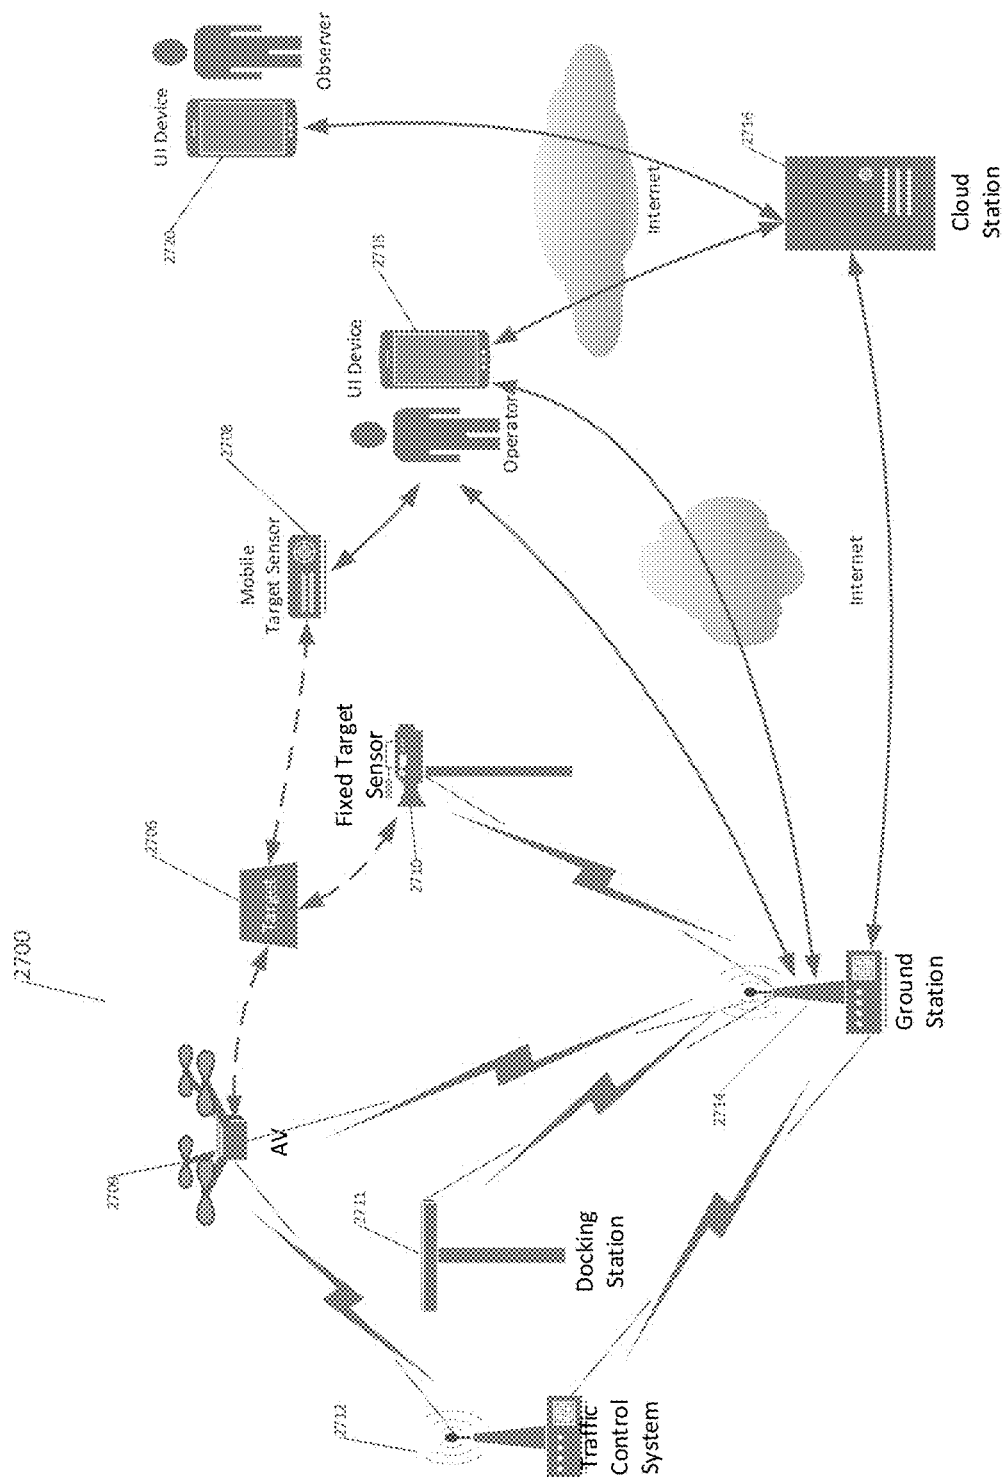 2700
2709
AV
2706
Mobile
Target Sensor
2708
UI Device
2720
Observer
UI Device
2718
Operator
Fixed Target
Sensor
2710
2711
Docking
Station
2712
Traffic
Control
System
2714
Ground
Station
Internet
Internet
2716
Cloud
Station